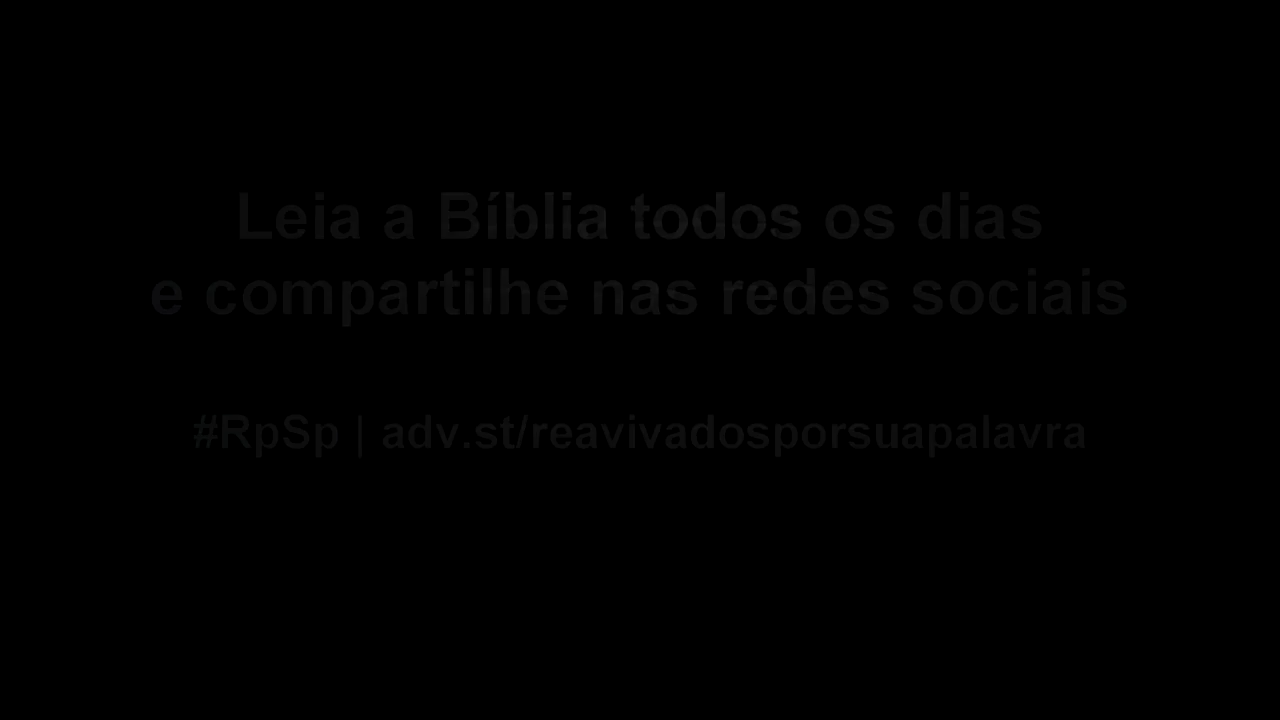 Leia a Bíblia todos os dias
e compartilhe nas redes sociais
#RpSp | adv.st/reavivadosporsuapalavra